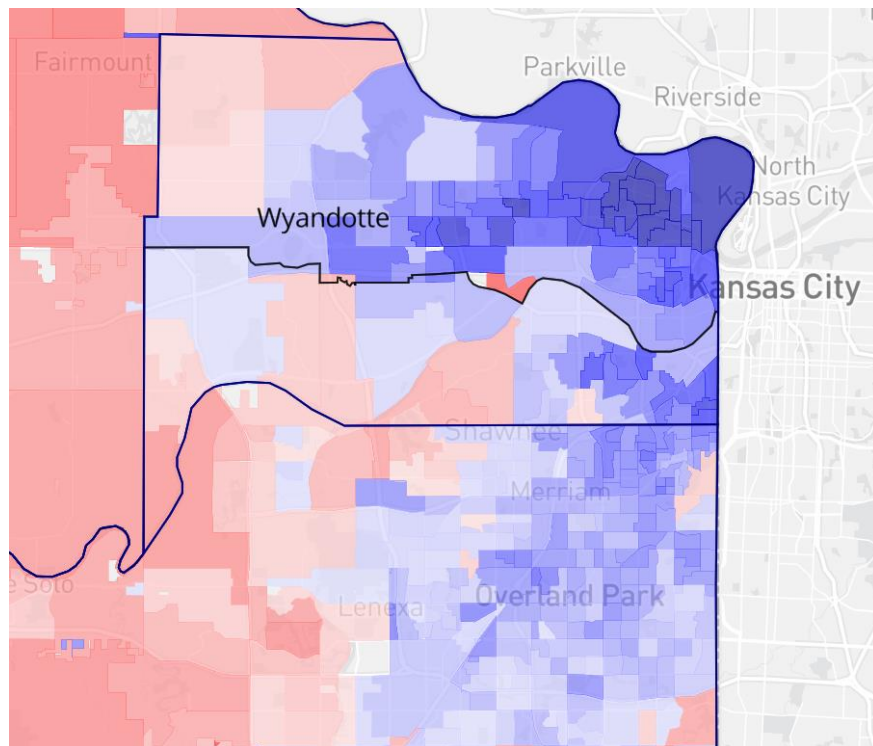 Fairmount
Parkville
Riverside
North
Kansas City
Wyandotte
Kansas City
Shawnee
Merriam
e Soto
Lenexa
Overland Park